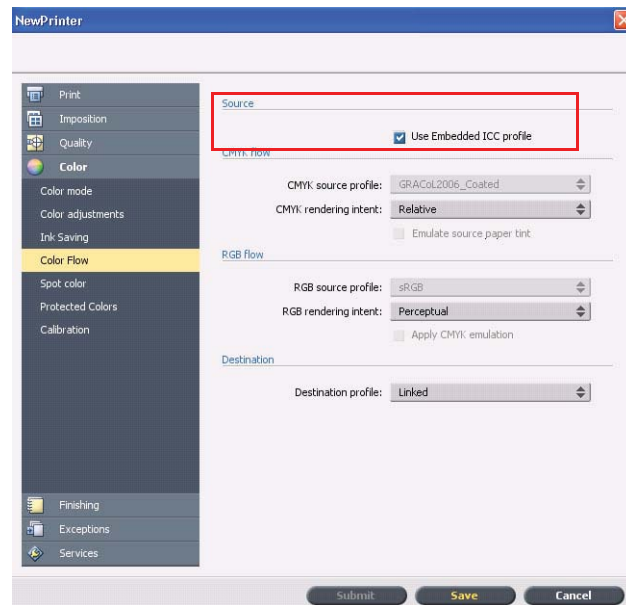 NewPrinter
Print
Imposition
Quality
Color
Color mode
Color adjustments
Ink Saving
Color Flow
Spot color
Protected Colors
Calibration
Finishing
Exceptions
Services
Source
Use Embedded ICC profile
CMYK flow
CMYK source profile: GRACoL2006_Coated
CMYK rendering intent: Relative
Emulate source paper tint
RGB flow
RGB source profile: sRGB
RGB rendering intent: Perceptual
Apply CMYK emulation
Destination
Destination profile: Linked
Submit Save Cancel